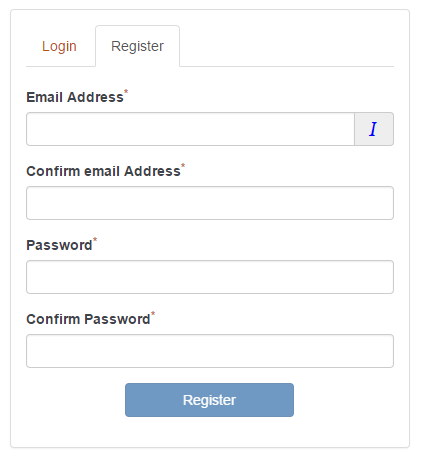 Login Register
Email Address*
I
Confirm email Address*
Password*
Confirm Password*
Register